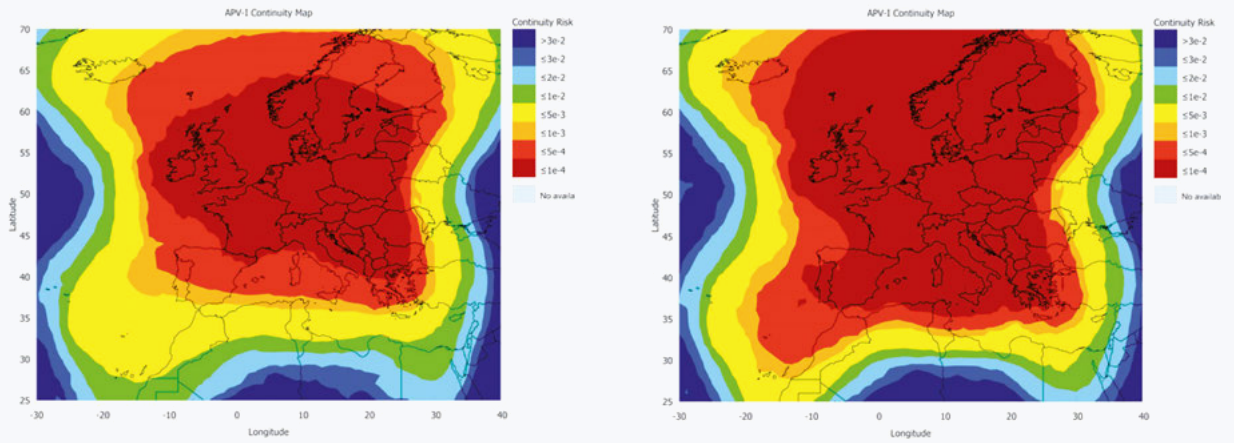 APV-I Continuity Map
Continuity Risk
>3e-2
≤3e-2
≤2e-2
≤1e-2
≤5e-3
≤1e-3
≤5e-4
≤1e-4
No availa
Latitude
70
65
60
55
50
45
40
35
30
25
-30
-20
-10
0
10
20
30
40
Longitude
APV-I Continuity Map
Continuity Risk
>3e-2
≤3e-2
≤2e-2
≤1e-2
≤5e-3
≤1e-3
≤5e-4
≤1e-4
No availab
Latitude
70
65
60
55
50
45
40
35
30
25
-30
-20
-10
0
10
20
30
40
Longitude